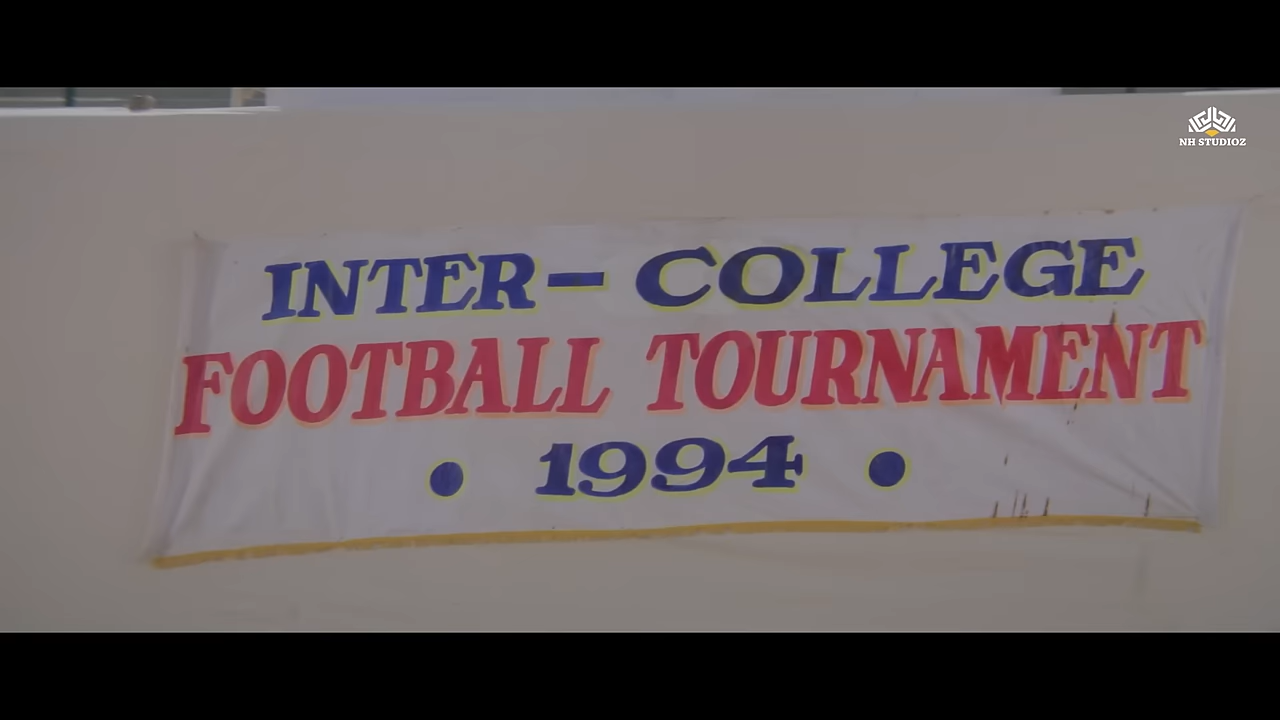 NH STUDIOZ
INTER-COLLEGE
FOOTBALL TOURNAMENT
• 1994 •